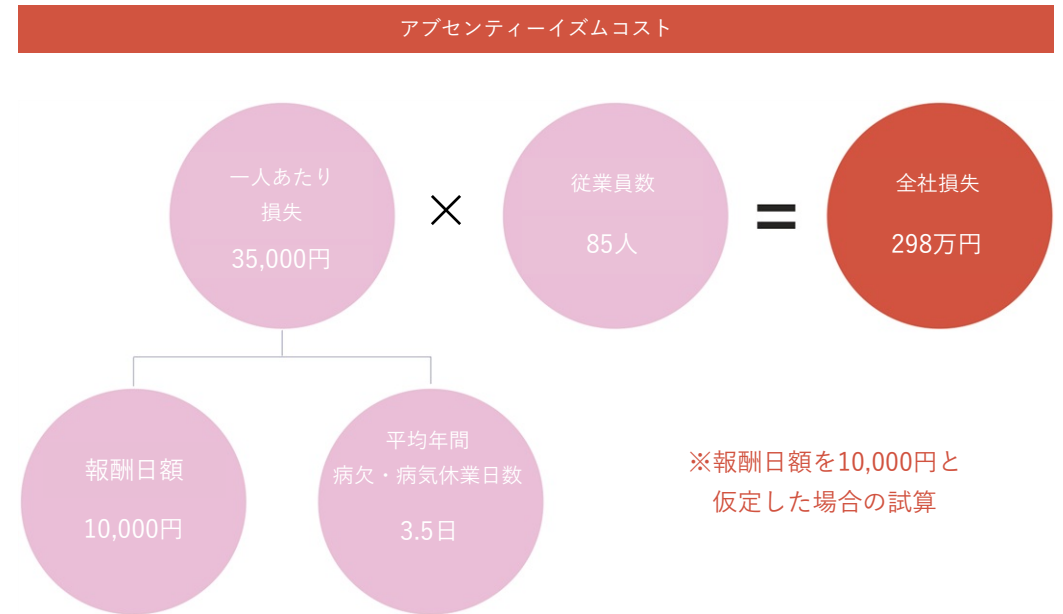 アブセンティーイズムコスト
一人あたり
損失
35,000円
×
従業員数
85人
=
全社損失
298万円
報酬日額
10,000円
平均年間
病欠・病気休業日数
3.5日
※報酬日額を10,000円と
仮定した場合の試算